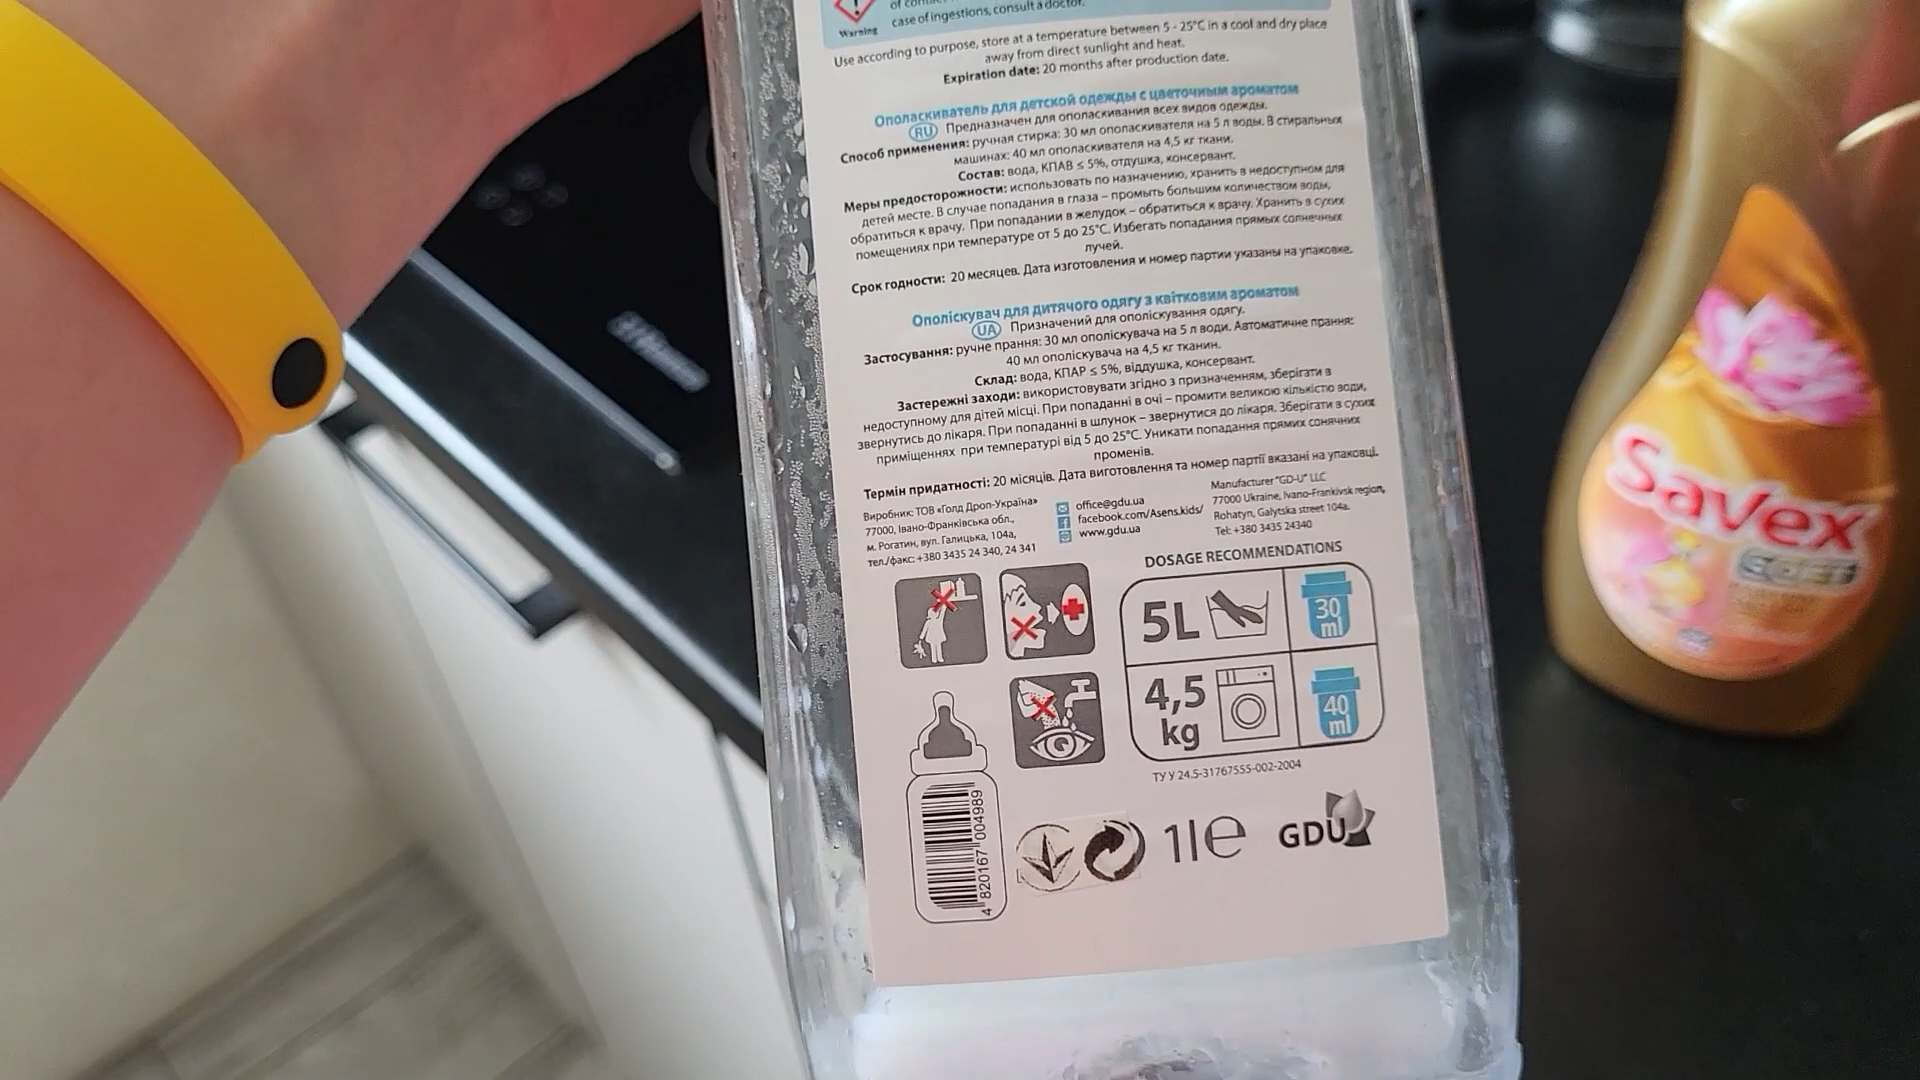 of contact
case of ingestions, consult a doctor.
Warning
Use according to purpose, store at a temperature between 5 - 25°C in a cool and dry place
away from direct sunlight and heat.
Expiration date: 20 months after production date.
Ополаскиватель для детской одежды с цветочным ароматом
RU Предназначен для ополаскивания всех видов одежды.
Способ применения: ручная стирка: 30 мл ополаскивателя на 5 л воды. В стиральных
машинах: 40 мл ополаскивателя на 4,5 кг ткани.
Состав: вода, КПАВ ≤ 5%, отдушка, консервант.
Меры предосторожности: использовать по назначению, хранить в недоступном для
детей месте. В случае попадания в глаза – промыть большим количеством воды,
обратиться к врачу. При попадании в желудок – обратиться к врачу. Хранить в сухих
помещениях при температуре от 5 до 25°С. Избегать попадания прямых солнечных
лучей.
Срок годности: 20 месяцев. Дата изготовления и номер партии указаны на упаковке.
Ополіскувач для дитячого одягу з квітковим ароматом
UA Призначений для ополіскування одягу.
Застосування: ручне прання: 30 мл ополіскувача на 5 л води. Автоматичне прання:
40 мл ополіскувача на 4,5 кг тканин.
Склад: вода, КПАР ≤ 5%, віддушка, консервант.
Застережні заходи: використовувати згідно з призначенням, зберігати в
недоступному для дітей місці. При попаданні в очі – промити великою кількістю води,
звернутись до лікаря. При попаданні в шлунок – звернутися до лікаря. Зберігати в сухих
приміщеннях при температурі від 5 до 25°С. Уникати попадання прямих сонячних
променів.
Термін придатності: 20 місяців. Дата виготовлення та номер партії вказані на упаковці.
Виробник: ТОВ «Голд Дроп-Україна»
77000, Івано-Франківська обл.,
м. Рогатин, вул. Галицька, 104а,
тел./факс: +380 3435 24 340, 24 341
office@gdu.ua
facebook.com/Asens.kids/
www.gdu.ua
Manufacturer "GD-U" LLC
77000 Ukraine, Ivano-Frankivsk region,
Rohatyn, Galytska street 104a.
Tel: +380 3435 24340
DOSAGE RECOMMENDATIONS
5L
30
ml
4,5
kg
40
ml
ТУ У 24.5-31767555-002-2004
4 820167 004989
1l e
GDU
Savex
SOFT